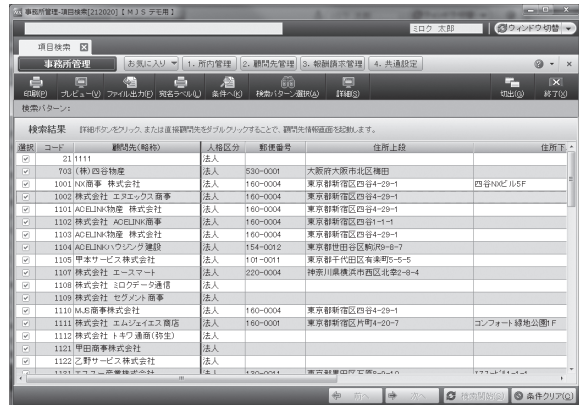 事務所管理-項目検索[212020]【ＭＪＳ デモ用】
ミロク 太郎 ウィンドウ切替
項目検索
事務所管理 お気に入り 1．所内管理 2．顧問先管理 3．報酬請求管理 4．共通設定
印刷(P) プレビュー(V) ファイル出力(F) 宛名ラベル(L) 条件へ(K) 検索パターン選択(A) 詳細(S) 切出(G) 終了(X)
検索パターン：
検索結果 詳細ボタンをクリック、または直接顧問先をダブルクリックすることで、顧問先情報画面を起動します。
選択 コード 顧問先(略称) 人格区分 郵便番号 住所上段 住所下
21 1111 法人
703 (株)四谷物産 法人 530-0001 大阪府大阪市北区梅田
1001 NX商事 株式会社 法人 160-0004 東京都新宿区四谷4-29-1 四谷NXビル5F
1002 株式会社 エヌエックス商事 法人 160-0004 東京都新宿区四谷4-29-1
1101 ACELINK物産 株式会社 法人 160-0004 東京都新宿区四谷4-29-1
1102 株式会社 ACELINK商事 法人 160-0004 東京都新宿区四谷1-1-1
1103 ACELINK物産 株式会社 法人 160-0004 東京都新宿区四谷4-29-1
1104 ACELINKハウジング建設 法人 154-0012 東京都世田谷区駒沢9-8-7
1105 甲本サービス株式会社 法人 101-0011 東京都千代田区有楽町5-5-5
1107 株式会社 エースマート 法人 220-0004 神奈川県横浜市西区北幸2-8-4
1108 株式会社 ミロクデータ通信 法人
1109 株式会社 セグメント商事 法人
1110 MJS商事株式会社 法人 160-0004 東京都新宿区四谷4-29-1
1111 株式会社 エムジェイエス商店 法人 160-0001 東京都新宿区片町4-20-7 コンフォート緑地公園1F
1112 株式会社 トキワ通商(弥生) 法人
1121 甲田商事株式会社 法人
1122 乙野サービス株式会社 法人
1131 法人 130-0011
前へ 次へ 検索開始(S) 条件クリア(C)